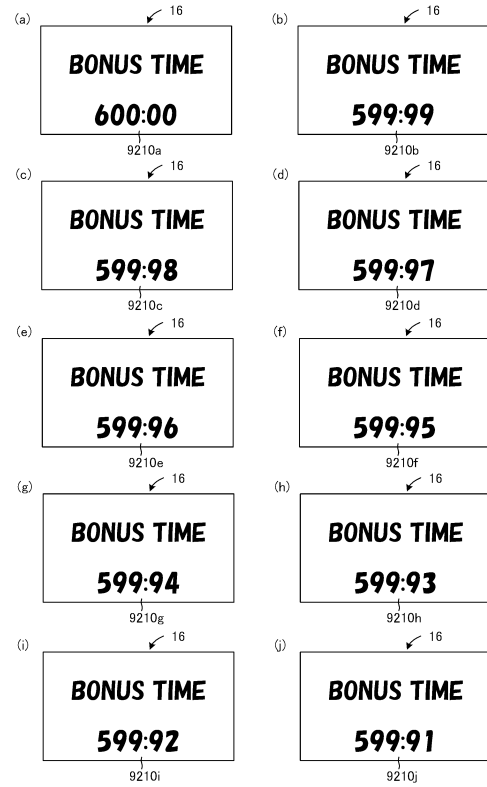 (a)
16
BONUS TIME
600:00
9210a
(b)
16
BONUS TIME
599:99
9210b
(c)
16
BONUS TIME
599:98
9210c
(d)
16
BONUS TIME
599:97
9210d
(e)
16
BONUS TIME
599:96
9210e
(f)
16
BONUS TIME
599:95
9210f
(g)
16
BONUS TIME
599:94
9210g
(h)
16
BONUS TIME
599:93
9210h
(i)
16
BONUS TIME
599:92
9210i
(j)
16
BONUS TIME
599:91
9210j